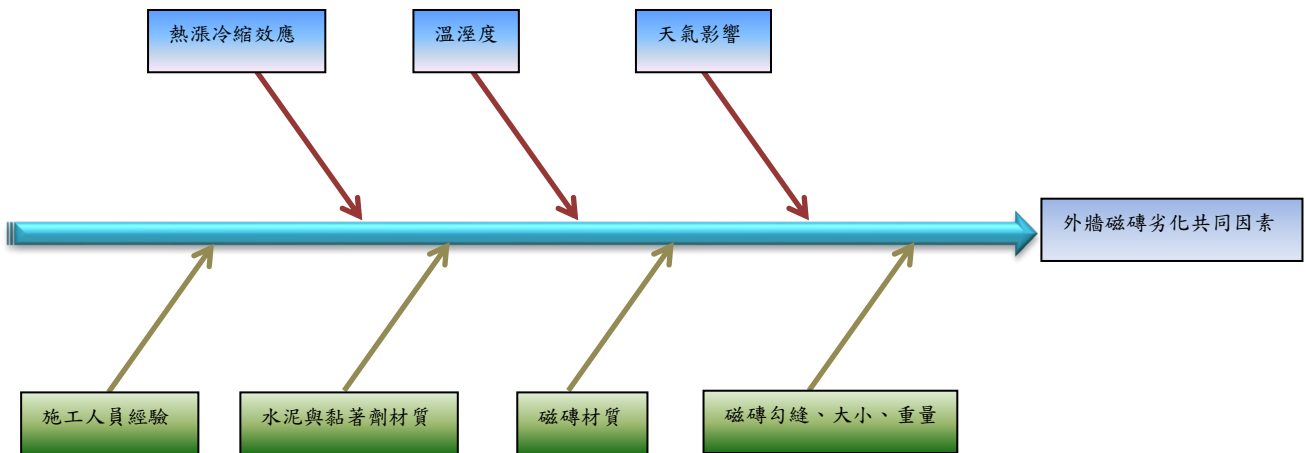 熱漲冷缩效應
溫溼度
天氣影響
外牆磁磚劣化共同因素
施工人員經驗
水泥與黏著劑材質
磁磚材質
磁磚勾縫、大小、重量